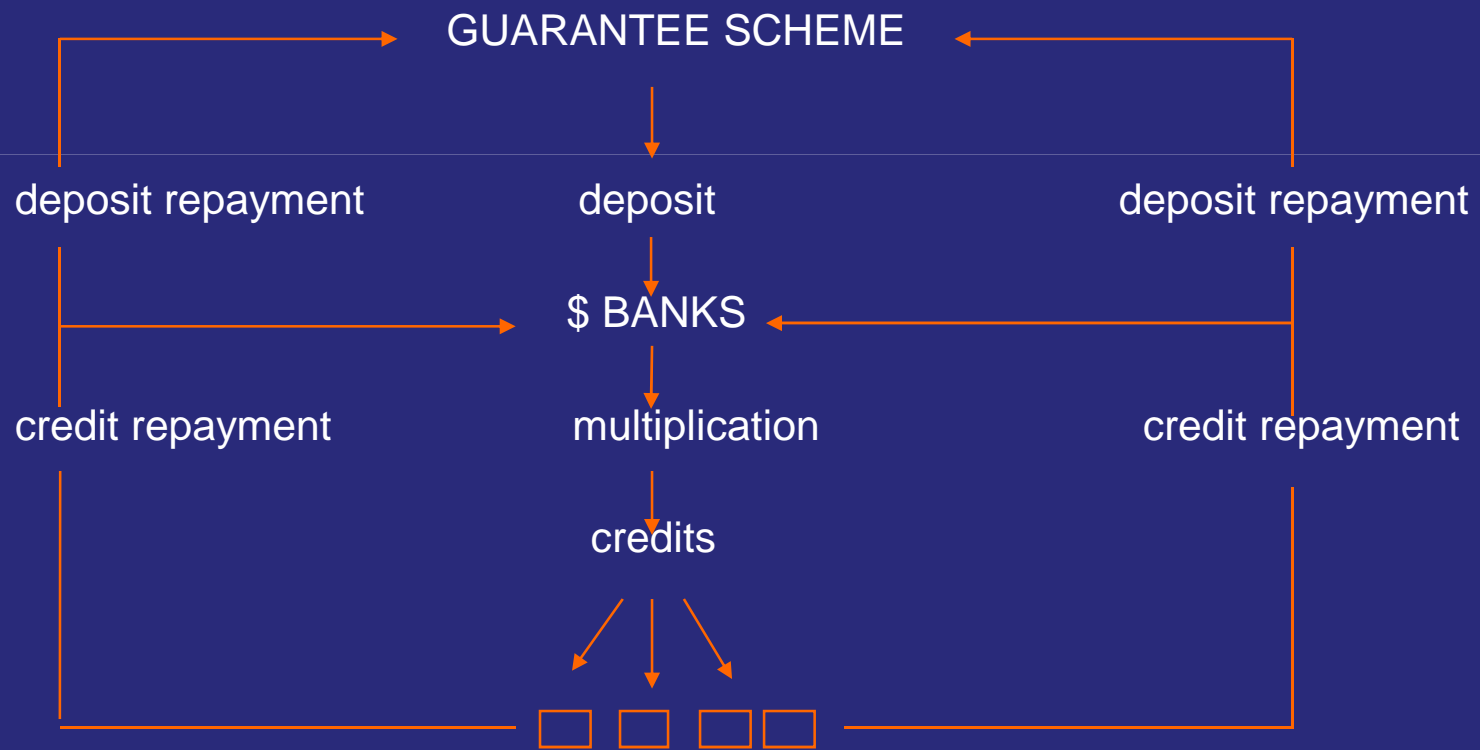 GUARANTEE SCHEME
deposit repayment
deposit
deposit repayment
$ BANKS
credit repayment
multiplication
credit repayment
credits